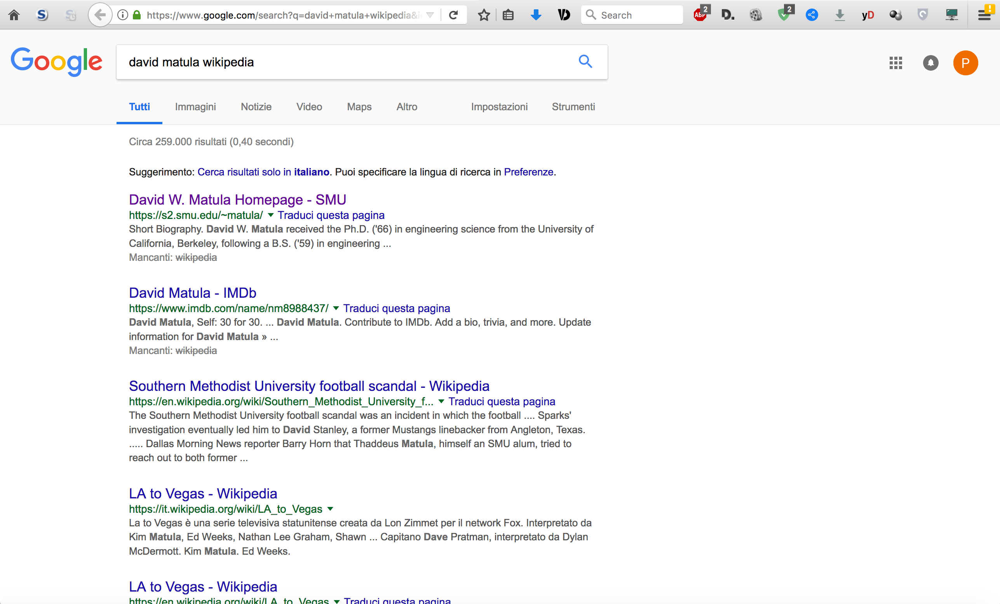 https://www.google.com/search?q=david+matula+wikipedia&i
Search
ABP
2
D.
2
yD
Google
david matula wikipedia
P
Tutti Immagini Notizie Video Maps Altro Impostazioni Strumenti
Circa 259.000 risultati (0,40 secondi)
Suggerimento: Cerca risultati solo in italiano. Puoi specificare la lingua di ricerca in Preferenze.
David W. Matula Homepage - SMU
https://s2.smu.edu/~matula/ Traduci questa pagina
Short Biography. David W. Matula received the Ph.D. ('66) in engineering science from the University of
California, Berkeley, following a B.S. ('59) in engineering ...
Mancanti: wikipedia
David Matula - IMDb
https://www.imdb.com/name/nm8988437/ Traduci questa pagina
David Matula, Self: 30 for 30. ... David Matula. Contribute to IMDb. Add a bio, trivia, and more. Update
information for David Matula » ...
Mancanti: wikipedia
Southern Methodist University football scandal - Wikipedia
https://en.wikipedia.org/wiki/Southern_Methodist_University_f... Traduci questa pagina
The Southern Methodist University football scandal was an incident in which the football .... Sparks'
investigation eventually led him to David Stanley, a former Mustangs linebacker from Angleton, Texas.
..... Dallas Morning News reporter Barry Horn that Thaddeus Matula, himself an SMU alum, tried to
reach out to both former ...
LA to Vegas - Wikipedia
https://it.wikipedia.org/wiki/LA_to_Vegas
La to Vegas è una serie televisiva statunitense creata da Lon Zimmet per il network Fox. Interpretato da
Kim Matula, Ed Weeks, Nathan Lee Graham, Shawn ... Capitano Dave Pratman, interpretato da Dylan
McDermott. Kim Matula. Ed Weeks.
LA to Vegas - Wikipedia
https://en.wikipedia.org/wiki/LA_to_Vegas Traduci questa pagina